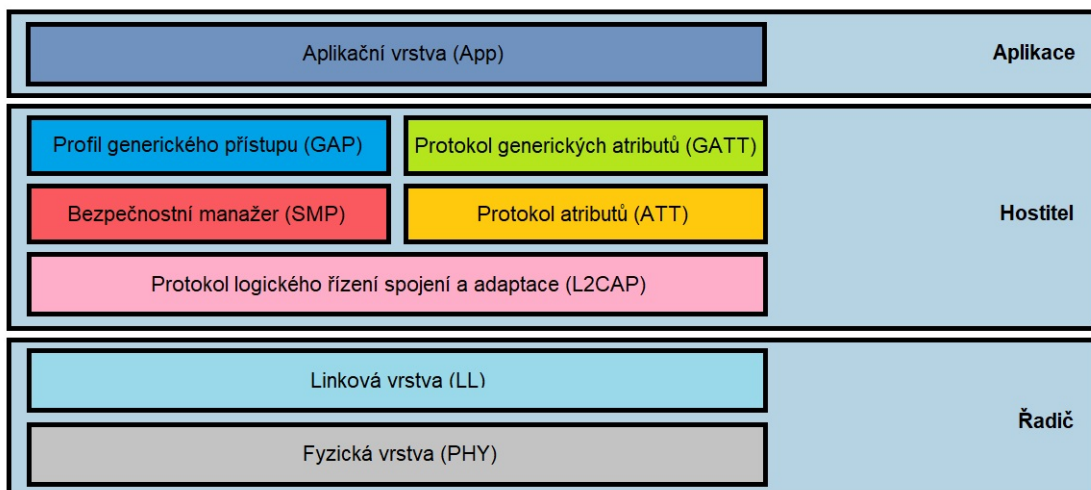 Aplikační vrstva (App)
Aplikace
Profil generického přístupu (GAP)
Protokol generických atributů (GATT)
Bezpečnostní manažer (SMP)
Protokol atributů (ATT)
Hostitel
Protokol logického řízení spojení a adaptace (L2CAP)
Linková vrstva (LL)
Řadič
Fyzická vrstva (PHY)